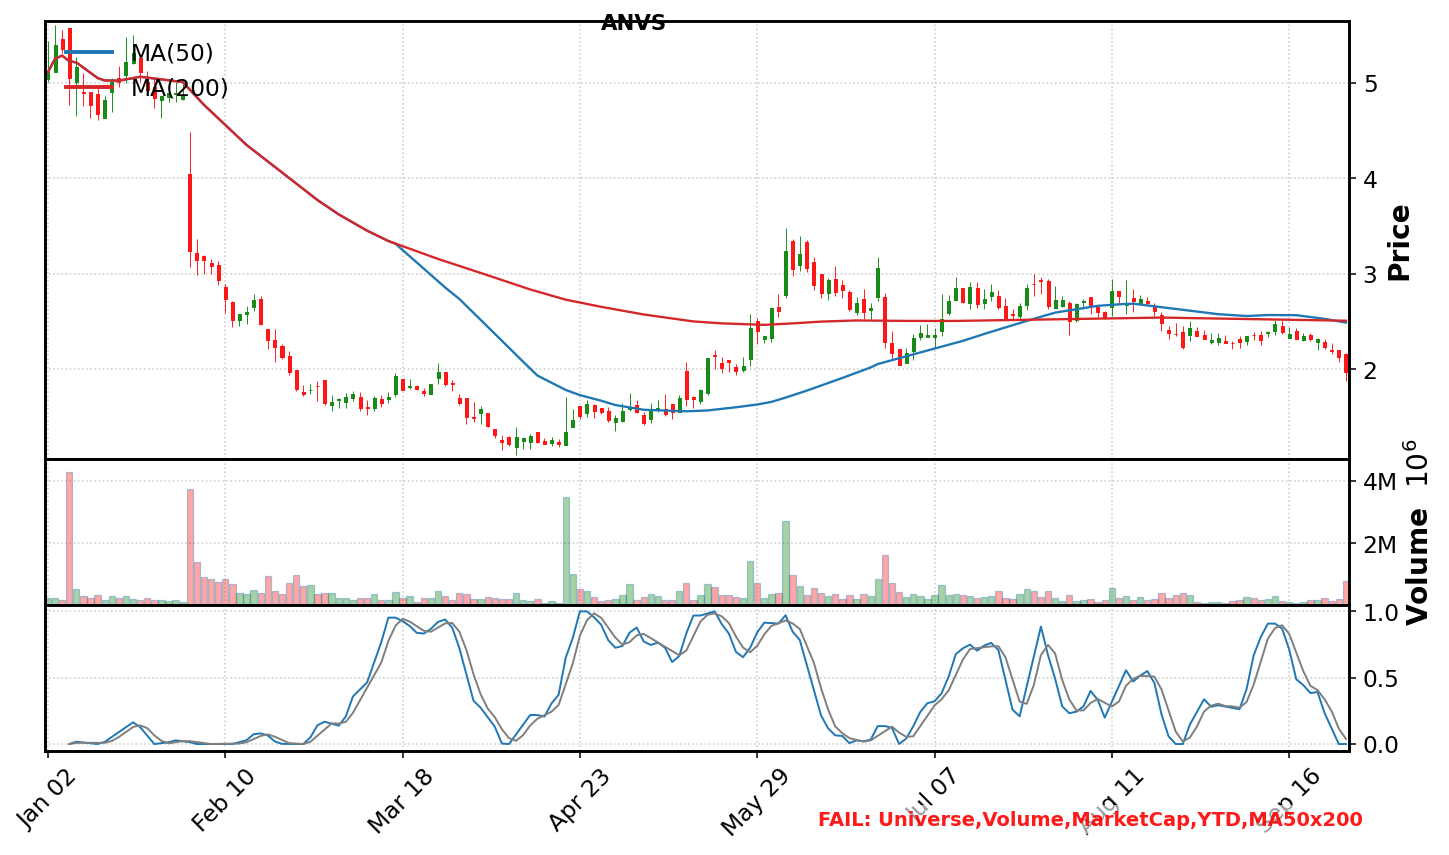 ANVS
MA(50)
MA(200)
5
4
3
2
Price
4M
2M
Volume 10⁶
1.0
0.5
0.0
Jan 02
Feb 10
Mar 18
Apr 23
May 29
Jul 07
Aug 11
Sep 16
FAIL: Universe,Volume,MarketCap,YTD,MA50x200